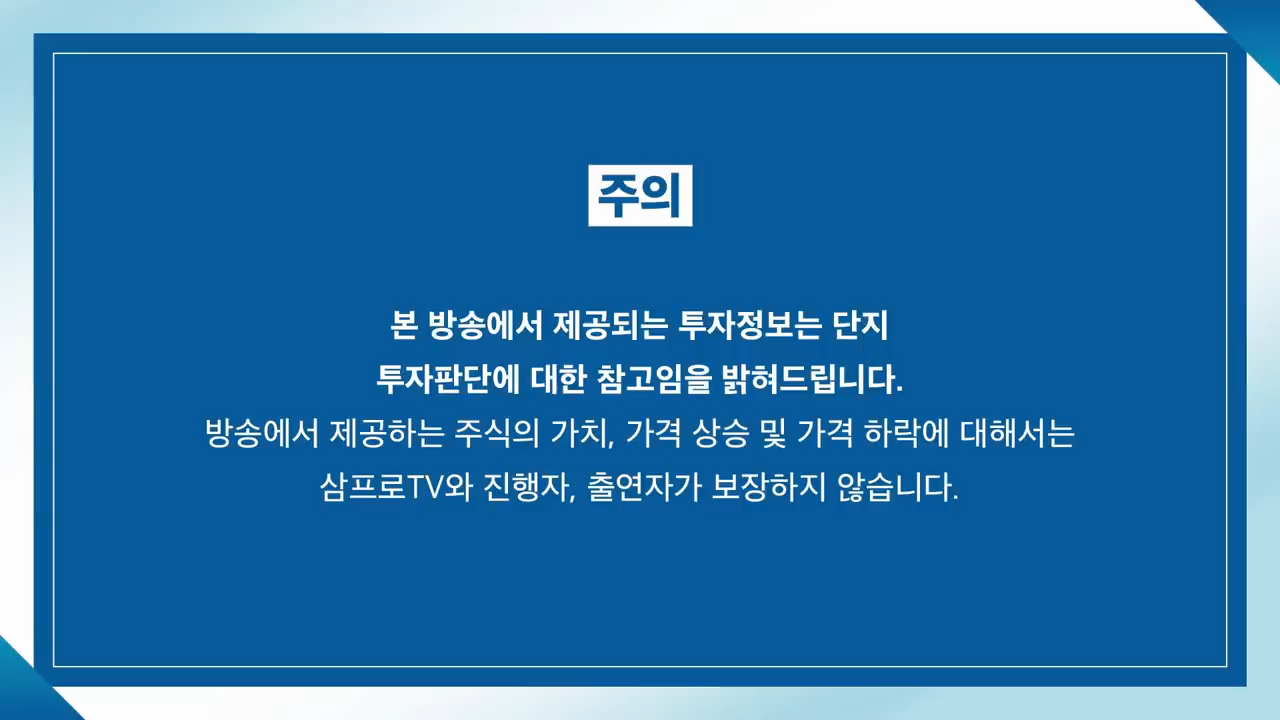 주의
본 방송에서 제공되는 투자정보는 단지
투자판단에 대한 참고임을 밝혀드립니다.
방송에서 제공하는 주식의 가치, 가격 상승 및 가격 하락에 대해서는
삼프로TV와 진행자, 출연자가 보장하지 않습니다.